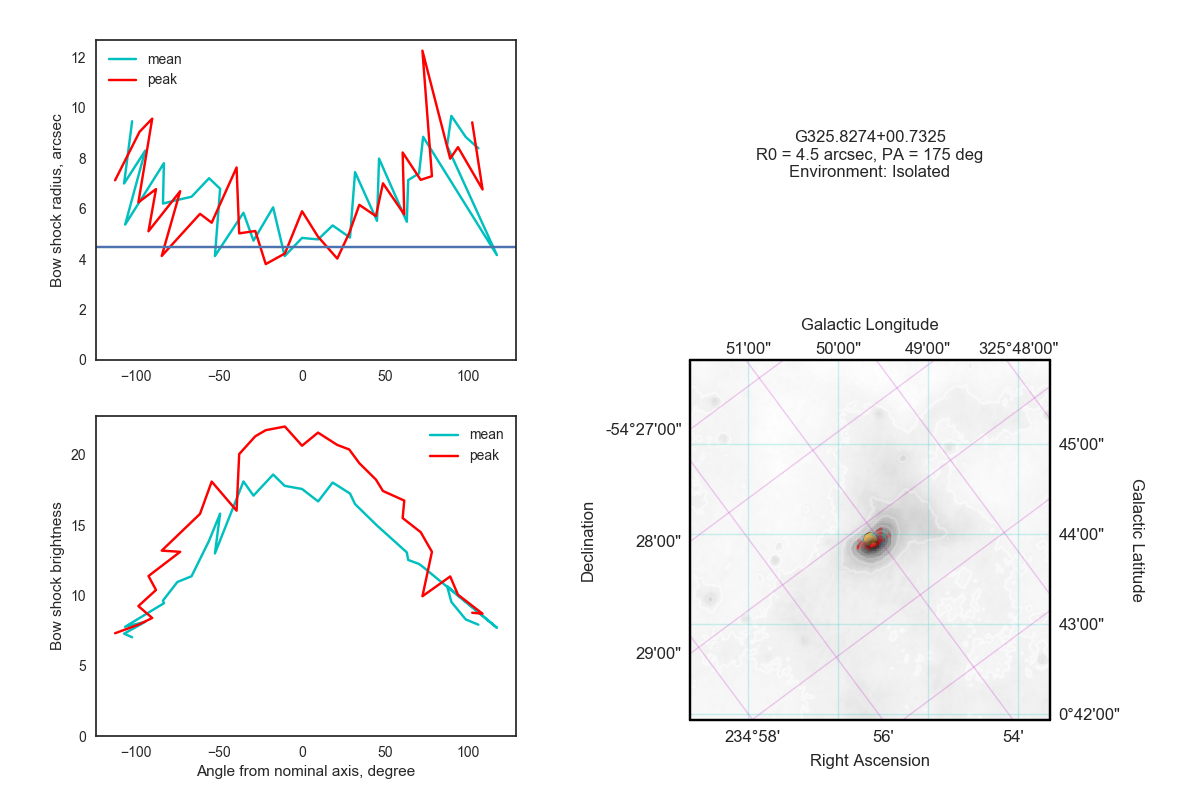 mean
peak
12
10
8
6
4
2
0
Bow shock radius, arcsec
−100
−50
0
50
100
mean
peak
20
15
10
5
0
Bow shock brightness
−100
−50
0
50
100
Angle from nominal axis, degree
G325.8274+00.7325
R0 = 4.5 arcsec, PA = 175 deg
Environment: Isolated
Galactic Longitude
51'00"
50'00"
49'00"
325°48'00"
-54°27'00"
28'00"
29'00"
Declination
45'00"
44'00"
43'00"
0°42'00"
Galactic Latitude
234°58'
56'
54'
Right Ascension